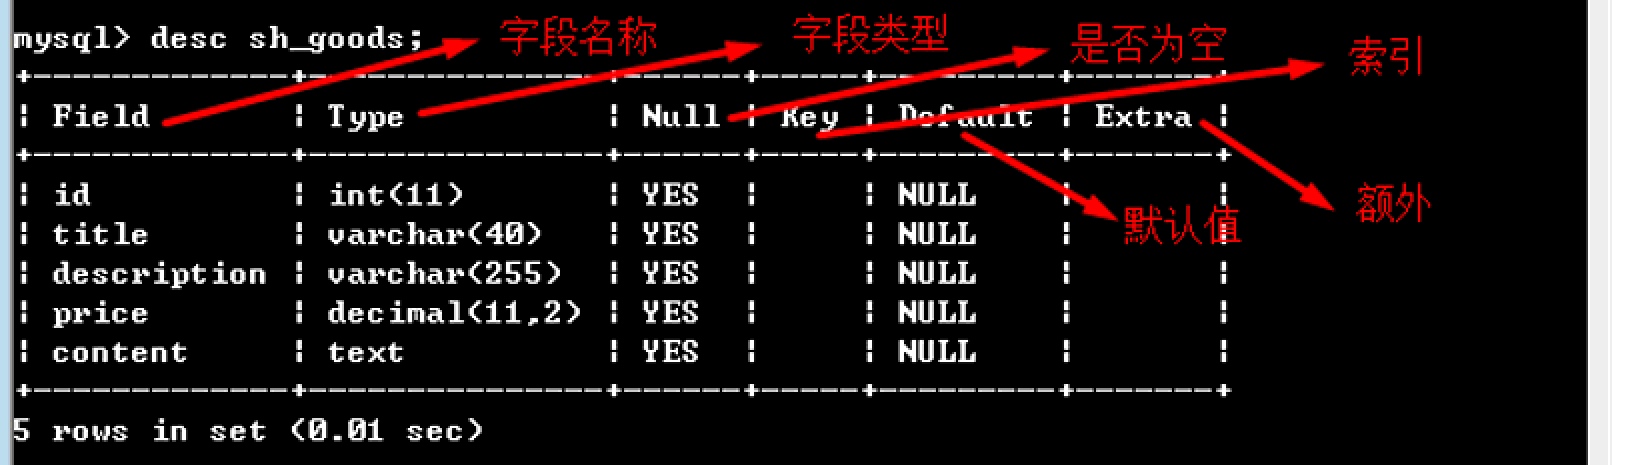 mysql> desc sh_goods; 字段名称 字段类型 是否为空 索引
+--------------+----------------+------+-----+---------+-------+
| Field | Type | Null | Key | Default | Extra |
+--------------+----------------+------+-----+---------+-------+
| id | int(11) | YES | | NULL | |
默认值 额外
| title | varchar(40) | YES | | NULL | |
| description | varchar(255) | YES | | NULL | |
| price | decimal(11,2) | YES | | NULL | |
| content | text | YES | | NULL | |
+--------------+----------------+------+-----+---------+-------+
5 rows in set (0.01 sec)